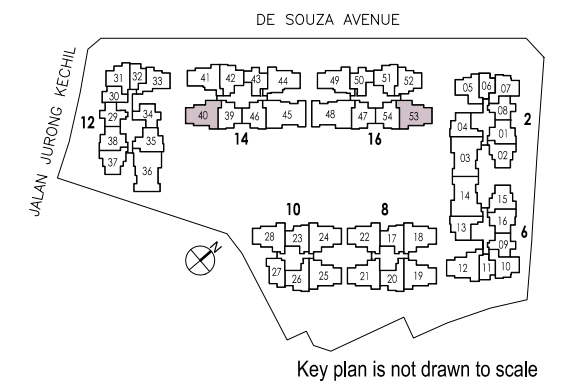 DE SOUZA AVENUE
JALAN JURONG KECHIL
31 32 33
30
29 34
12
38 35
37 36
41 42 43 44
40 39 46 45
14
49 50 51 52
48 47 54 53
16
05 06 07
08
04 01
2
03 02
14 15
13 16
6
09
12 11 10
10
28 23 24
27 26 25
8
22 17 18
21 20 19
N
Key plan is not drawn to scale